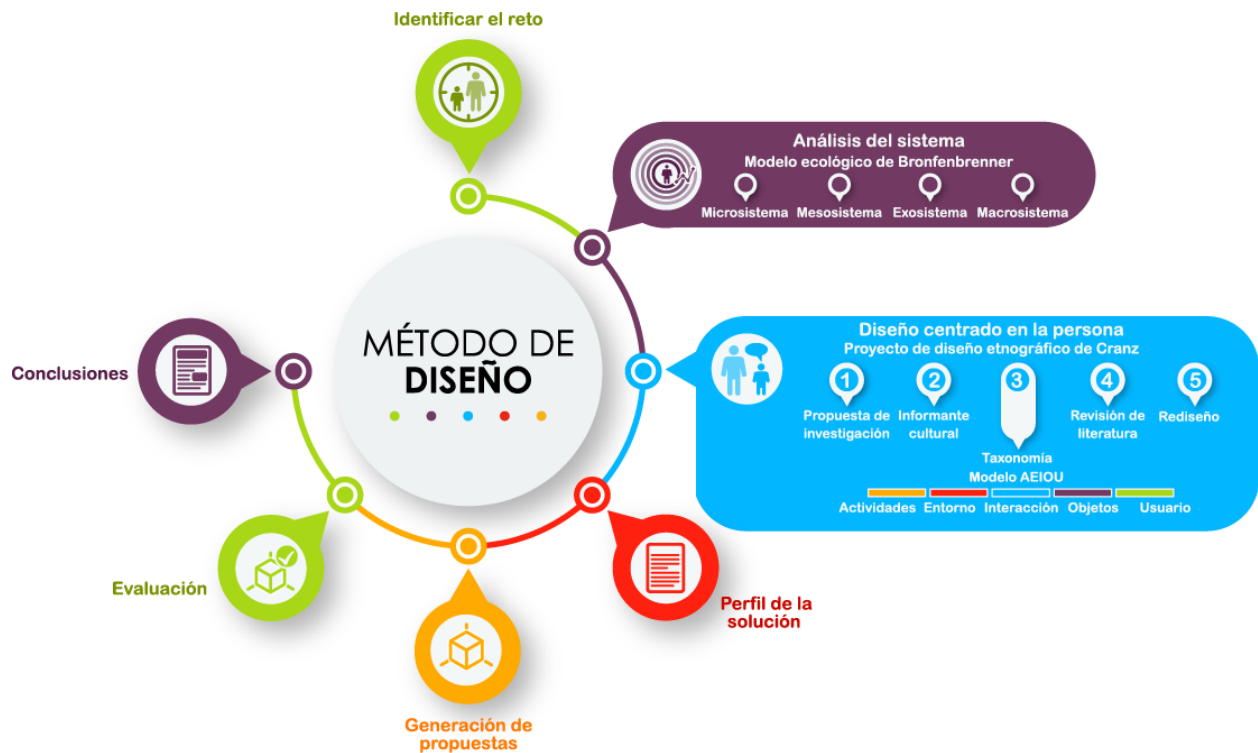 Identificar el reto
Análisis del sistema
Modelo ecológico de Bronfenbrenner
Microsistema Mesosistema Exosistema Macrosistema
MÉTODO DE
DISEÑO
Diseño centrado en la persona
Proyecto de diseño etnográfico de Cranz
1 2 3 4 5
Propuesta de
investigación
Informante
cultural
Taxonomía
Modelo AEIOU
Revisión de
literatura
Rediseño
Actividades Entorno Interacción Objetos Usuario
Perfil de la
solución
Generación de
propuestas
Evaluación
Conclusiones